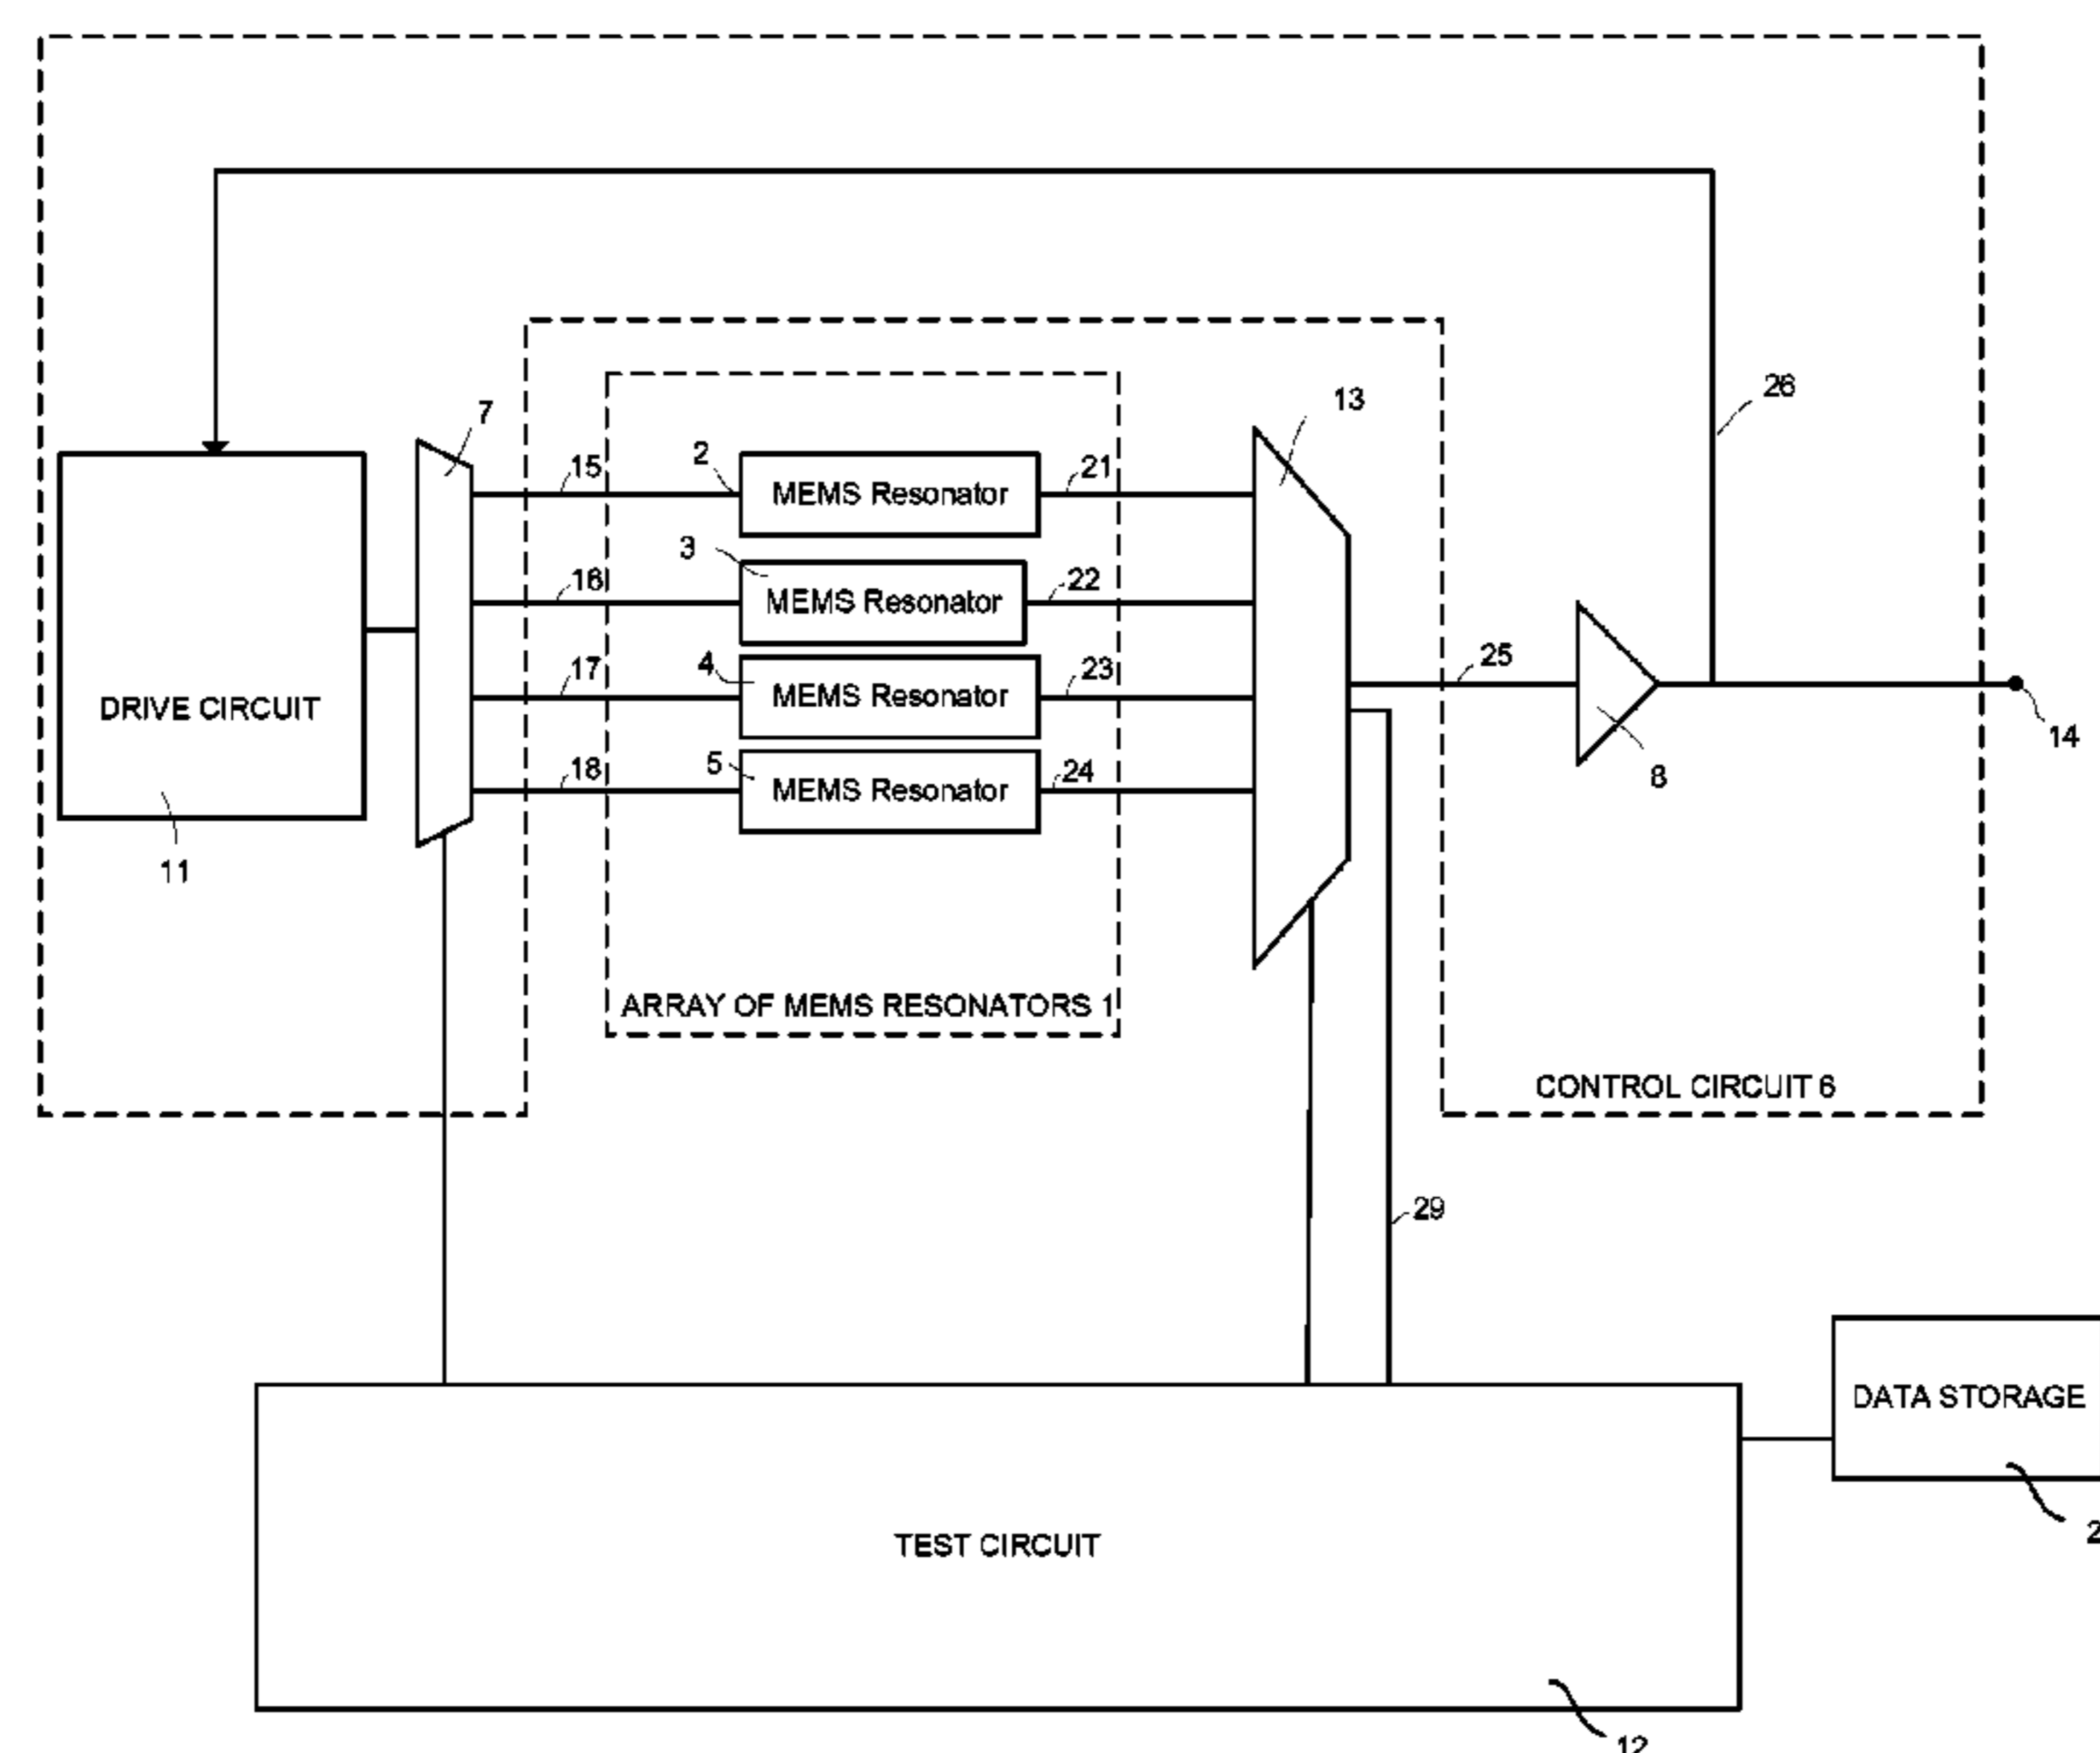 26
13
7
2
15
21
MEMS Resonator
3
16
22
MEMS Resonator
4
17
23
25
MEMS Resonator
DRIVE CIRCUIT
14
5
18
24
MEMS Resonator
8
11
ARRAY OF MEMS RESONATORS 1
CONTROL CIRCUIT 6
29
DATA STORAGE
TEST CIRCUIT
12